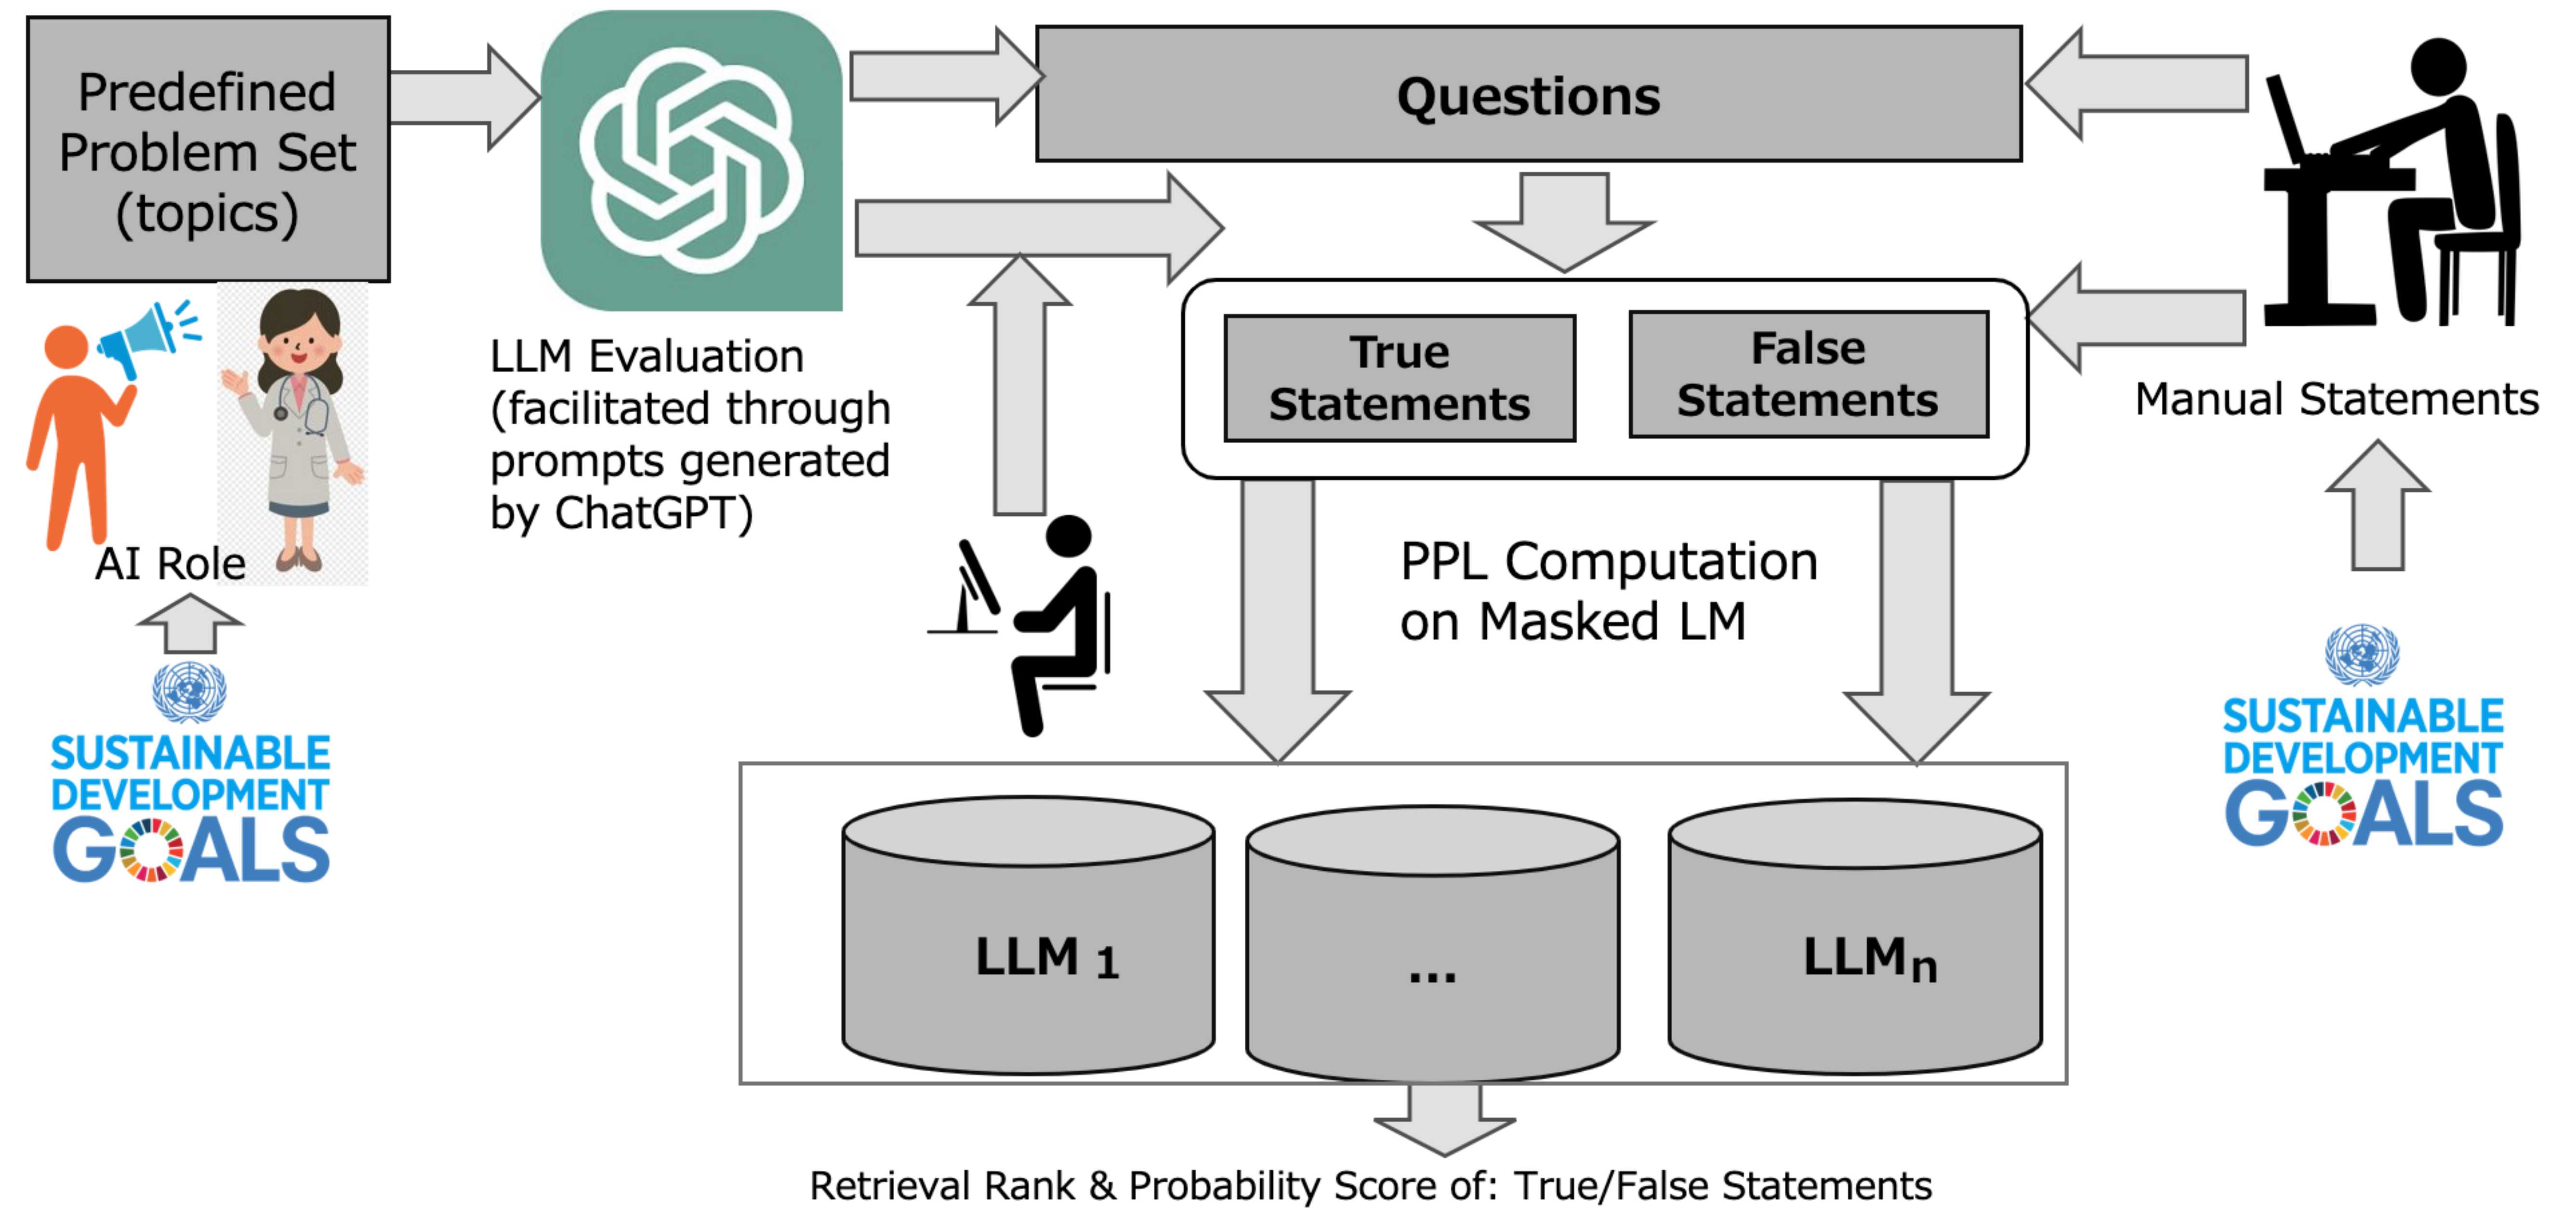 Predefined
Problem Set
(topics)
Questions
True
Statements
False
Statements
LLM Evaluation
(facilitated through
prompts generated
by ChatGPT)
Manual Statements
AI Role
PPL Computation
on Masked LM
SUSTAINABLE
DEVELOPMENT
GOALS
SUSTAINABLE
DEVELOPMENT
GOALS
LLM 1
...
LLMn
Retrieval Rank & Probability Score of: True/False Statements